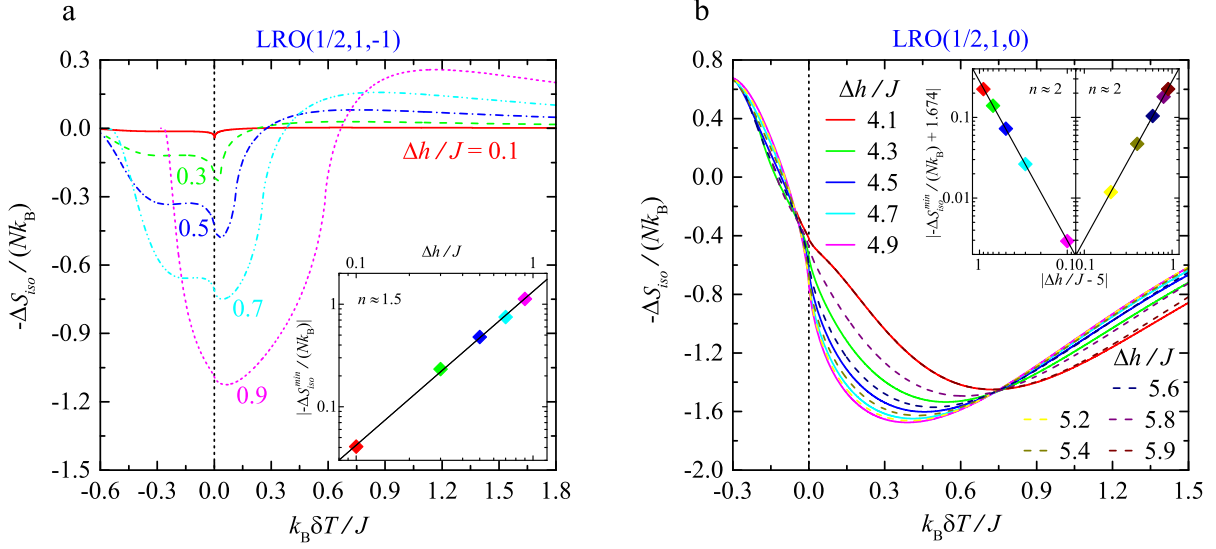 a
LRO(1/2,1,-1)
0.3
0.0
-0.3
-0.6
-0.9
-1.2
-1.5
-ΔS_iso / (Nk_B)
Δh / J = 0.1
0.3
0.5
0.7
0.9
Δh / J
0.1 1
n ≈ 1.5
1
0.1
|-ΔS_iso^min / (Nk_B)|
-0.6 -0.3 0.0 0.3 0.6 0.9 1.2 1.5 1.8
k_B δT / J
b
LRO(1/2,1,0)
0.8
0.4
0.0
-0.4
-0.8
-1.2
-1.6
-2.0
-ΔS_iso / (Nk_B)
Δh / J
4.1
4.3
4.5
4.7
4.9
n ≈ 2 n ≈ 2
0.1
0.01
|-ΔS_iso^min / (Nk_B) + 1.674|
1 0.1 0.1 1
|Δh / J - 5|
Δh / J
5.6
5.2 5.8
5.4 5.9
-0.3 0.0 0.3 0.6 0.9 1.2 1.5
k_B δT / J